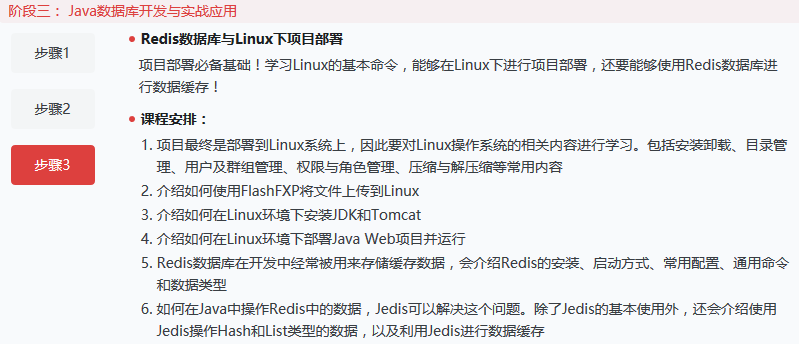 阶段三： Java数据库开发与实战应用
步骤1
步骤2
步骤3
• Redis数据库与Linux下项目部署
项目部署必备基础！学习Linux的基本命令，能够在Linux下进行项目部署，还要能够使用Redis数据库进
行数据缓存！
• 课程安排：
1. 项目最终是部署到Linux系统上，因此要对Linux操作系统的相关内容进行学习。包括安装卸载、目录管
理、用户及群组管理、权限与角色管理、压缩与解压缩等常用内容
2. 介绍如何使用FlashFXP将文件上传到Linux
3. 介绍如何在Linux环境下安装JDK和Tomcat
4. 介绍如何在Linux环境下部署Java Web项目并运行
5. Redis数据库在开发中经常被用来存储缓存数据，会介绍Redis的安装、启动方式、常用配置、通用命令
和数据类型
6. 如何在Java中操作Redis中的数据，Jedis可以解决这个问题。除了Jedis的基本使用外，还会介绍使用
Jedis操作Hash和List类型的数据，以及利用Jedis进行数据缓存